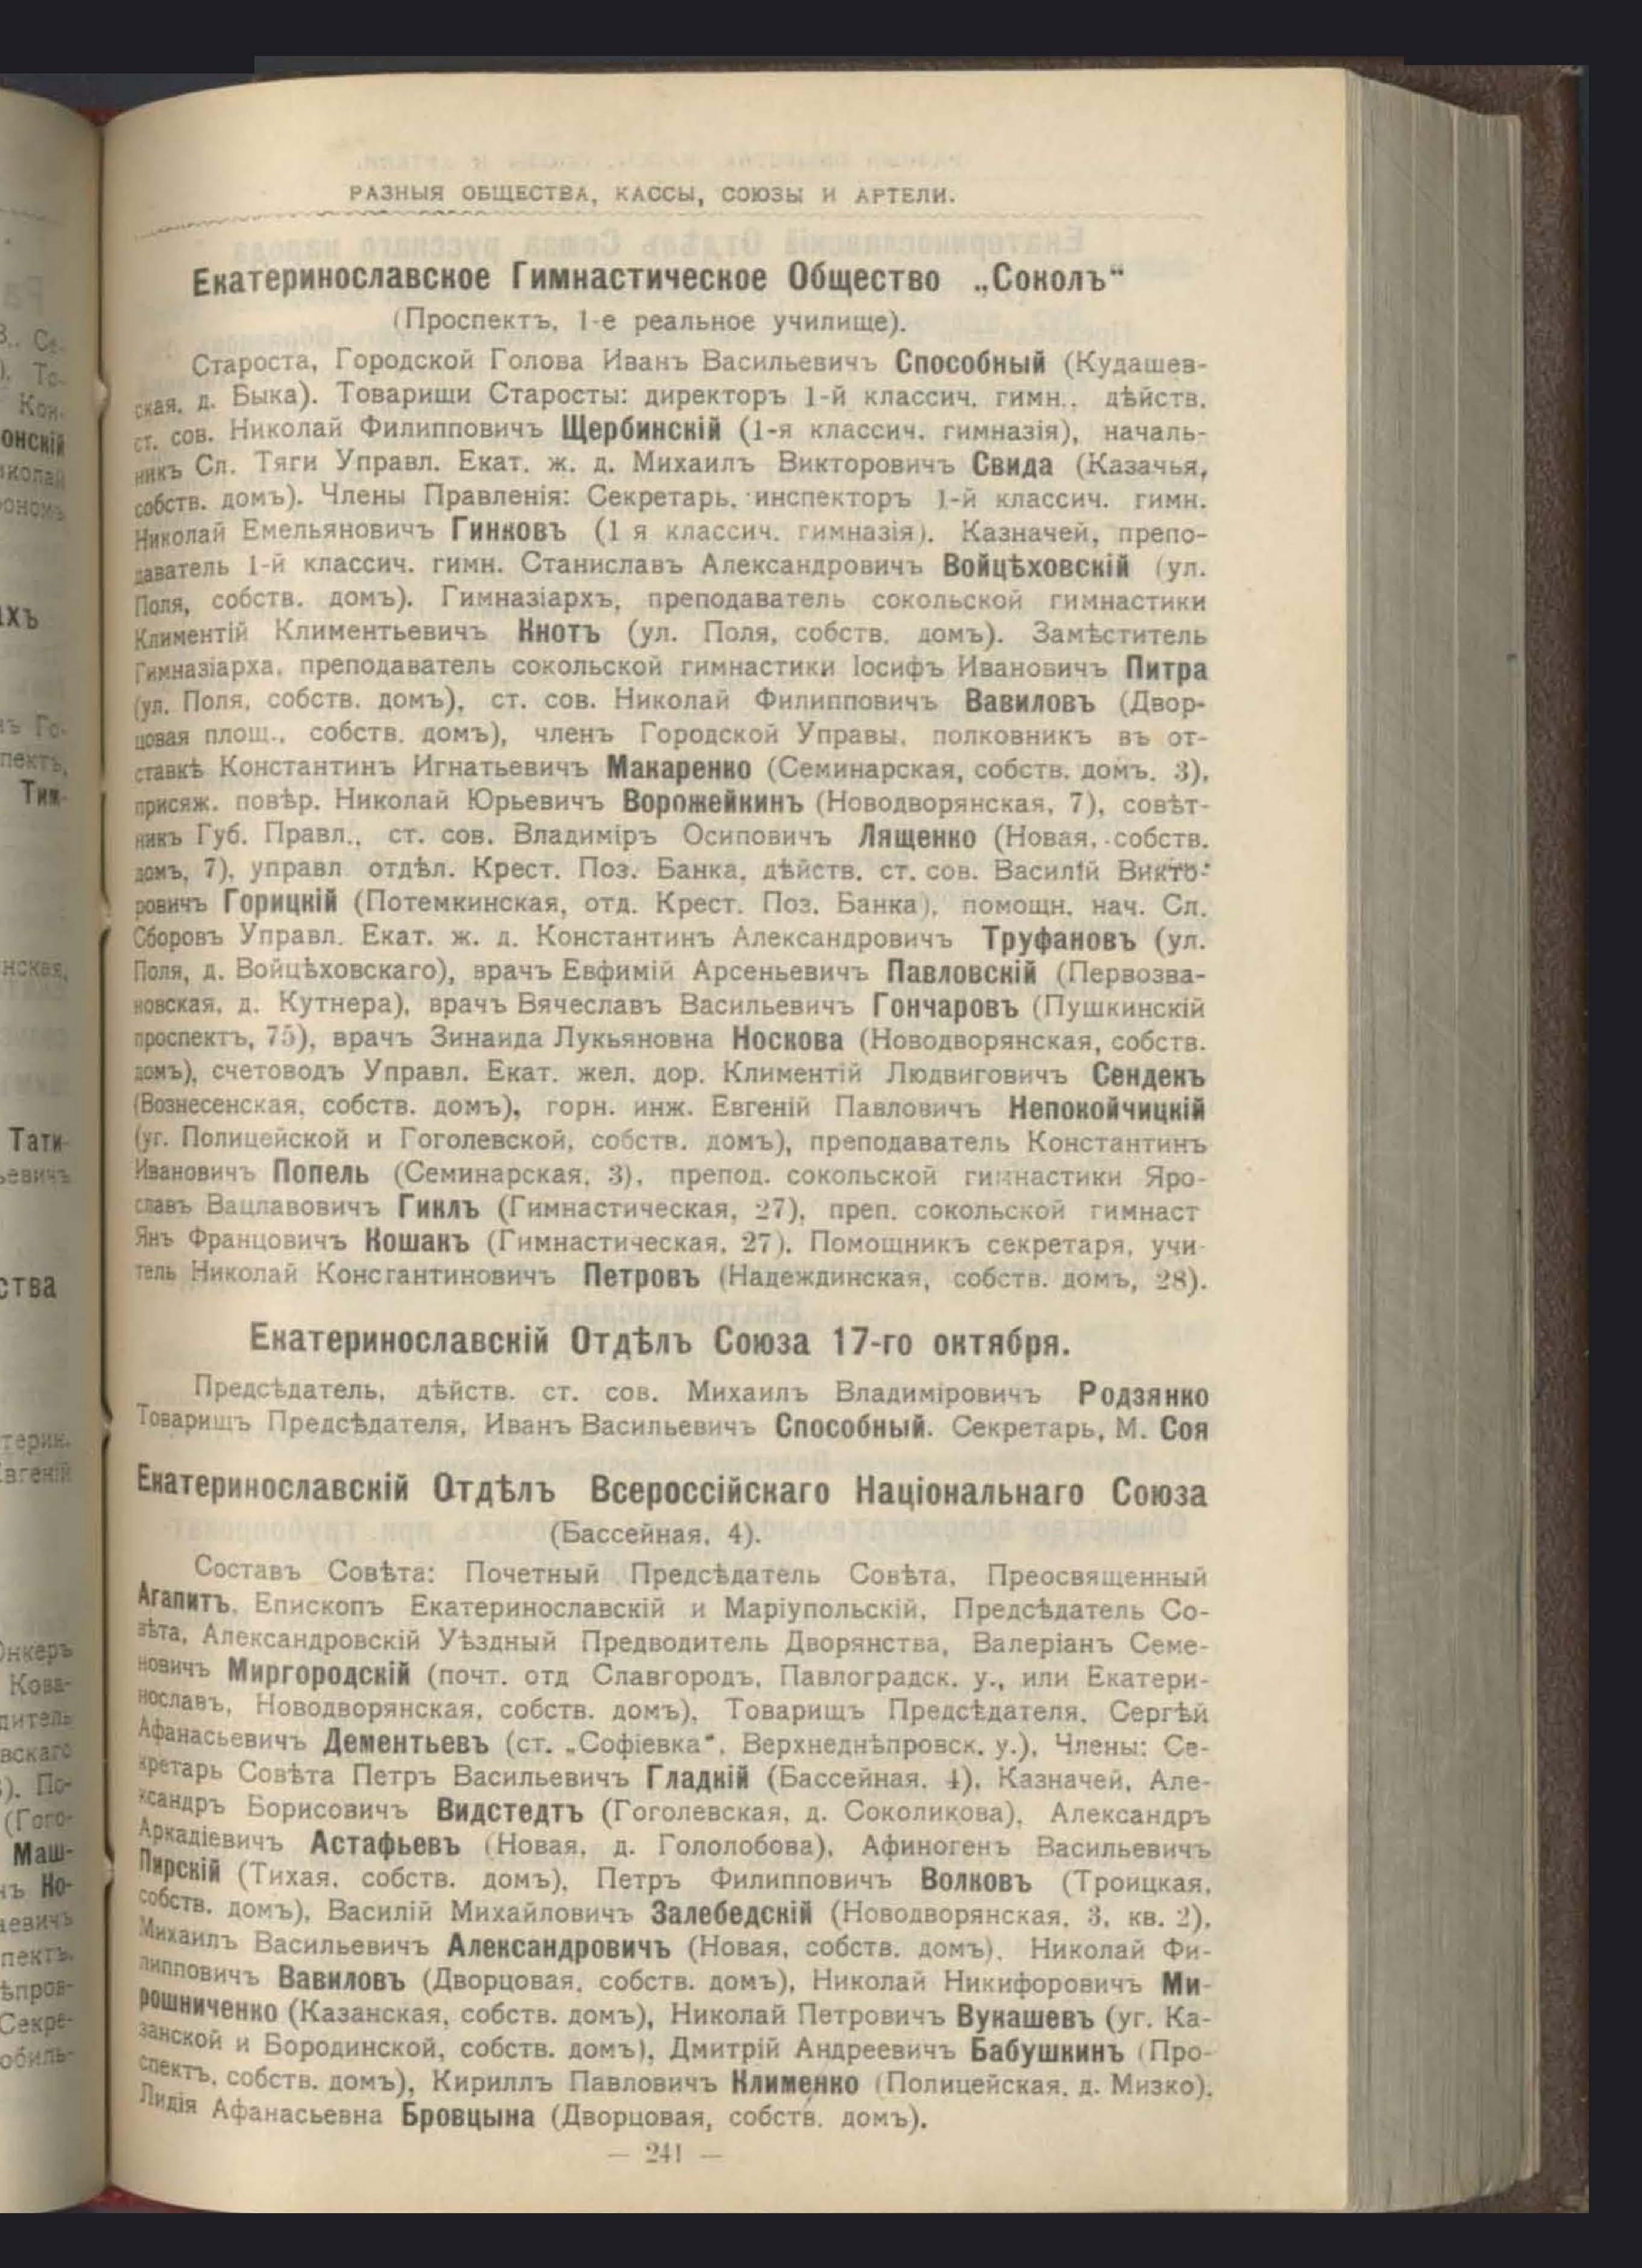 РАЗНЫЯ ОБЩЕСТВА, КАССЫ, СОЮЗЫ И АРТЕЛИ.
Екатеринославское Гимнастическое Общество „Соколъ“
(Проспектъ, 1-е реальное училище).
Староста, Городской Голова Иванъ Васильевичъ Способный (Кудашев-
ская, д. Быка). Товарищи Старосты: директоръ 1-й классич. гимн., дѣйств.
ст. сов. Николай Филипповичъ Щербинскій (1-я классич. гимназія), началь-
никъ Сл. Тяги Управл. Екат. ж. д. Михаилъ Викторовичъ Свида (Казачья,
собств. домъ). Члены Правленія: Секретарь, инспекторъ 1-й классич. гимн.
Николай Емельяновичъ Гинковъ (1 я классич. гимназія). Казначей, препо-
даватель 1-й классич. гимн. Станиславъ Александровичъ Войцѣховскій (ул.
Поля, собств. домъ). Гимназіархъ, преподаватель сокольской гимнастики
Климентій Климентьевичъ Кнотъ (ул. Поля, собств. домъ). Замѣститель
Гимназіарха, преподаватель сокольской гимнастики Іосифъ Ивановичъ Питра
(ул. Поля, собств. домъ), ст. сов. Николай Филипповичъ Вавиловъ (Двор-
цовая площ., собств. домъ), членъ Городской Управы, полковникъ въ от-
ставкѣ Константинъ Игнатьевичъ Макаренко (Семинарская, собств. домъ, 3),
присяж. повѣр. Николай Юрьевичъ Ворожейкинъ (Новодворянская, 7), совѣт-
никъ Губ. Правл., ст. сов. Владиміръ Осиповичъ Лященко (Новая, собств.
домъ, 7), управл отдѣл. Крест. Поз. Банка, дѣйств. ст. сов. Василій Викто-
ровичъ Горицкій (Потемкинская, отд. Крест. Поз. Банка), помощн. нач. Сл.
Сборовъ Управл. Екат. ж. д. Константинъ Александровичъ Труфановъ (ул.
Поля, д. Войцѣховскаго), врачъ Евфимій Арсеньевичъ Павловскій (Первозва-
новская, д. Кутнера), врачъ Вячеславъ Васильевичъ Гончаровъ (Пушкинскій
проспектъ, 75), врачъ Зинаида Лукьяновна Носкова (Новодворянская, собств.
домъ), счетоводъ Управл. Екат. жел. дор. Климентій Людвиговичъ Сендекъ
(Вознесенская, собств. домъ), горн. инж. Евгеній Павловичъ Непокойчицкій
(уг. Полицейской и Гоголевской, собств. домъ), преподаватель Константинъ
Ивановичъ Попель (Семинарская, 3), препод. сокольской гимнастики Яро-
славъ Вацлавовичъ Гиклъ (Гимнастическая, 27), преп. сокольской гимнаст
Янъ Францовичъ Кошакъ (Гимнастическая, 27). Помощникъ секретаря, учи-
тель Николай Константиновичъ Петровъ (Надеждинская, собств. домъ, 28).
Екатеринославскій Отдѣлъ Союза 17-го октября.
Предсѣдатель, дѣйств. ст. сов. Михаилъ Владиміровичъ Родзянко
Товарищъ Предсѣдателя, Иванъ Васильевичъ Способный. Секретарь, М. Соя
Екатеринославскій Отдѣлъ Всероссійскаго Національнаго Союза
(Бассейная, 4).
Составъ Совѣта: Почетный Предсѣдатель Совѣта, Преосвященный
Агапитъ, Епископъ Екатеринославскій и Маріупольскій, Предсѣдатель Со-
вѣта, Александровскій Уѣздный Предводитель Дворянства, Валеріанъ Семе-
новичъ Миргородскій (почт. отд Славгородъ, Павлоградск. у., или Екатери-
нославъ, Новодворянская, собств. домъ), Товарищъ Предсѣдателя, Сергѣй
Афанасьевичъ Дементьевъ (ст. „Софіевка“, Верхнеднѣпровск. у.), Члены: Се-
кретарь Совѣта Петръ Васильевичъ Гладкій (Бассейная, 4), Казначей, Але-
ксандръ Борисовичъ Видстедтъ (Гоголевская, д. Соколикова), Александръ
Аркадіевичъ Астафьевъ (Новая, д. Гололобова), Афиногенъ Васильевичъ
Пирскій (Тихая, собств. домъ), Петръ Филипповичъ Волковъ (Троицкая,
собств. домъ), Василій Михайловичъ Залебедскій (Новодворянская, 3, кв. 2),
Михаилъ Васильевичъ Александровичъ (Новая, собств. домъ), Николай Фи-
липповичъ Вавиловъ (Дворцовая, собств. домъ), Николай Никифоровичъ Ми-
рошниченко (Казанская, собств. домъ), Николай Петровичъ Вукашевъ (уг. Ка-
занской и Бородинской, собств. домъ), Дмитрій Андреевичъ Бабушкинъ (Про-
спектъ, собств. домъ), Кириллъ Павловичъ Клименко (Полицейская, д. Мизко),
Лидія Афанасьевна Бровцына (Дворцовая, собств. домъ).
— 241 —